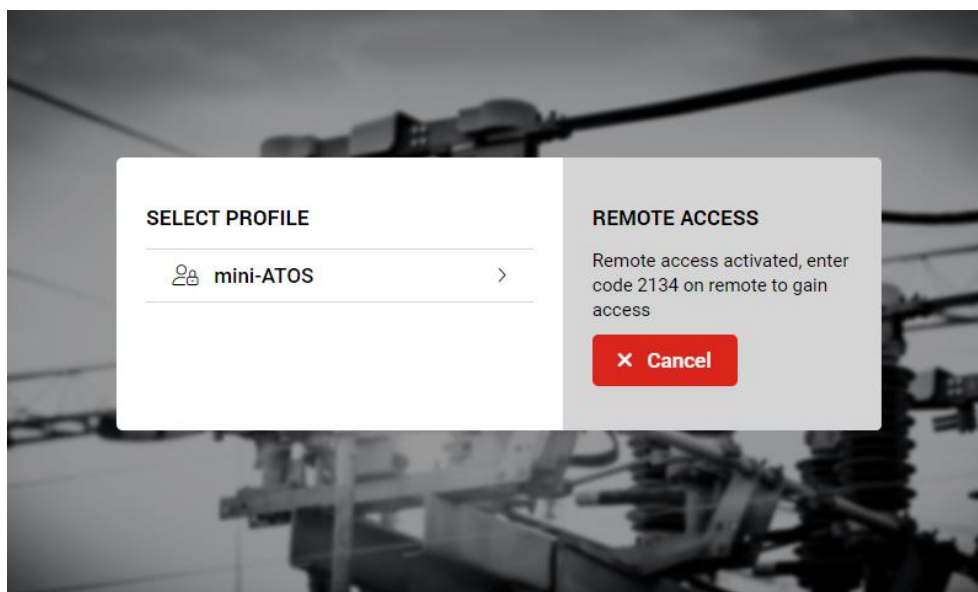 SELECT PROFILE
mini-ATOS
REMOTE ACCESS
Remote access activated, enter
code 2134 on remote to gain
access
Cancel